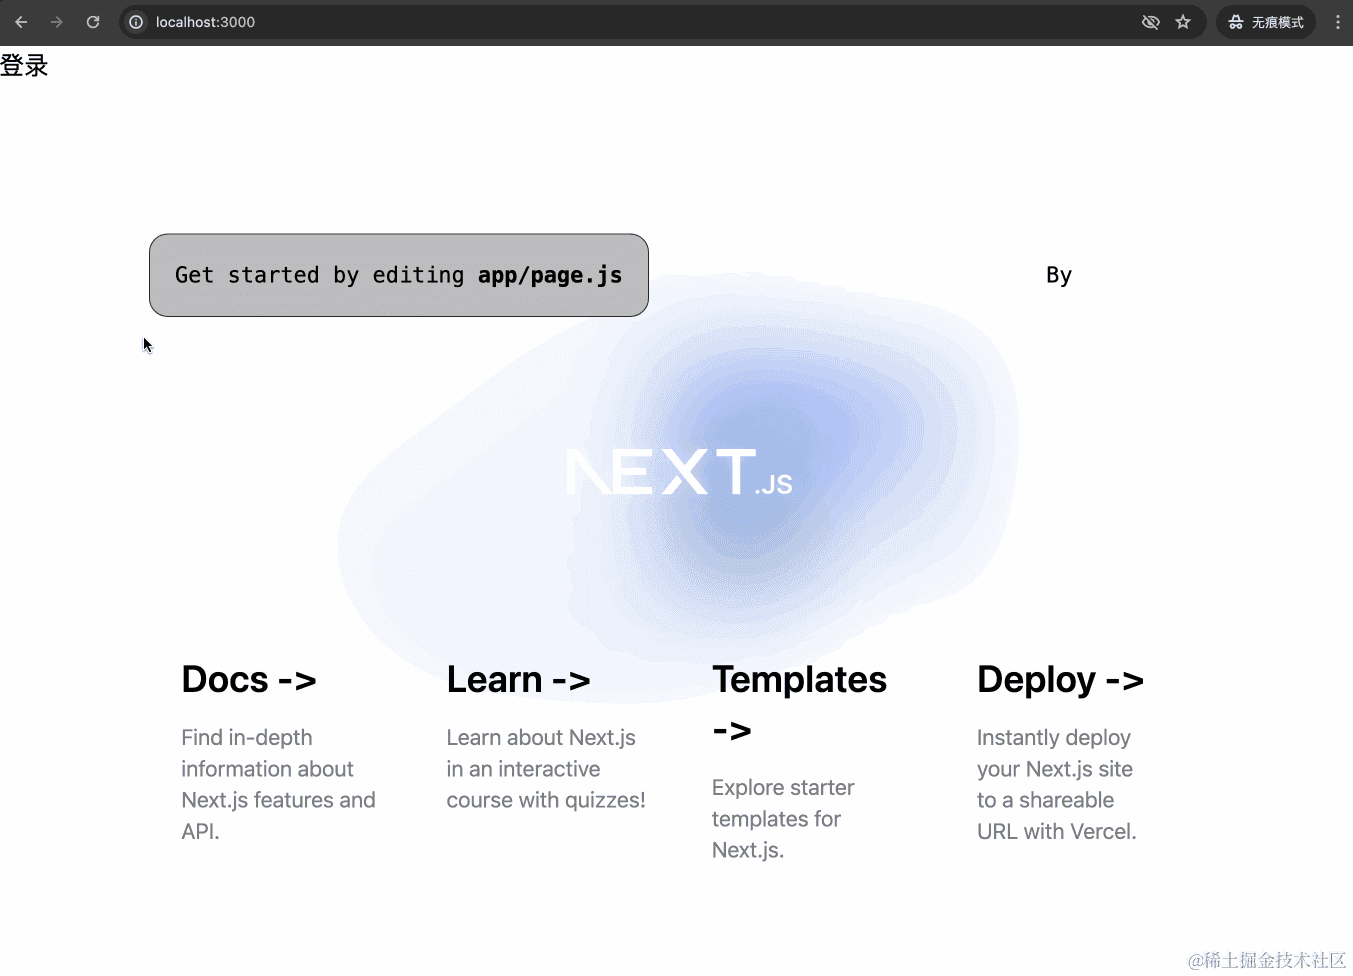 localhost:3000
无痕模式
登录
Get started by editing app/page.js
By
NEXT.JS
Docs ->
Find in-depth
information about
Next.js features and
API.
Learn ->
Learn about Next.js
in an interactive
course with quizzes!
Templates
->
Explore starter
templates for
Next.js.
Deploy ->
Instantly deploy
your Next.js site
to a shareable
URL with Vercel.
@稀土掘金技术社区